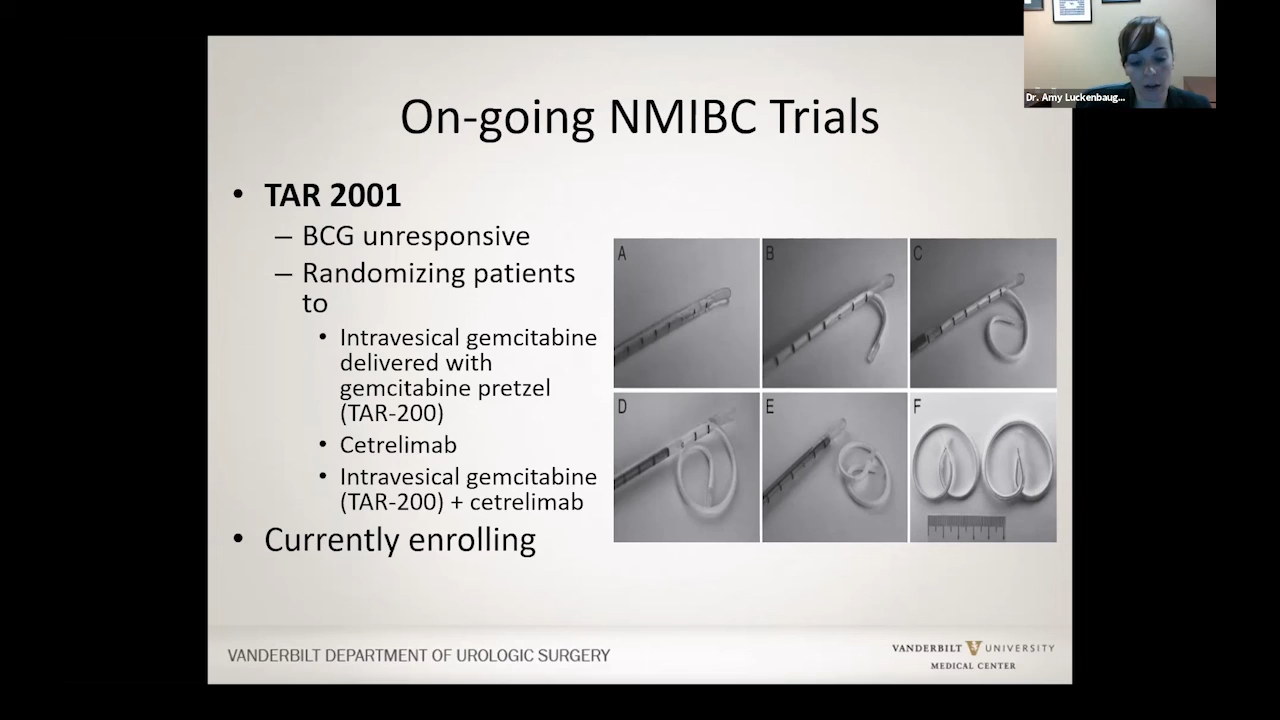 Dr. Amy Luckenbaug...
On-going NMIBC Trials
• TAR 2001
– BCG unresponsive
– Randomizing patients
to
• Intravesical gemcitabine
delivered with
gemcitabine pretzel
(TAR-200)
• Cetrelimab
• Intravesical gemcitabine
(TAR-200) + cetrelimab
• Currently enrolling
A
B
C
D
E
F
VANDERBILT DEPARTMENT OF UROLOGIC SURGERY
VANDERBILT V UNIVERSITY
MEDICAL CENTER